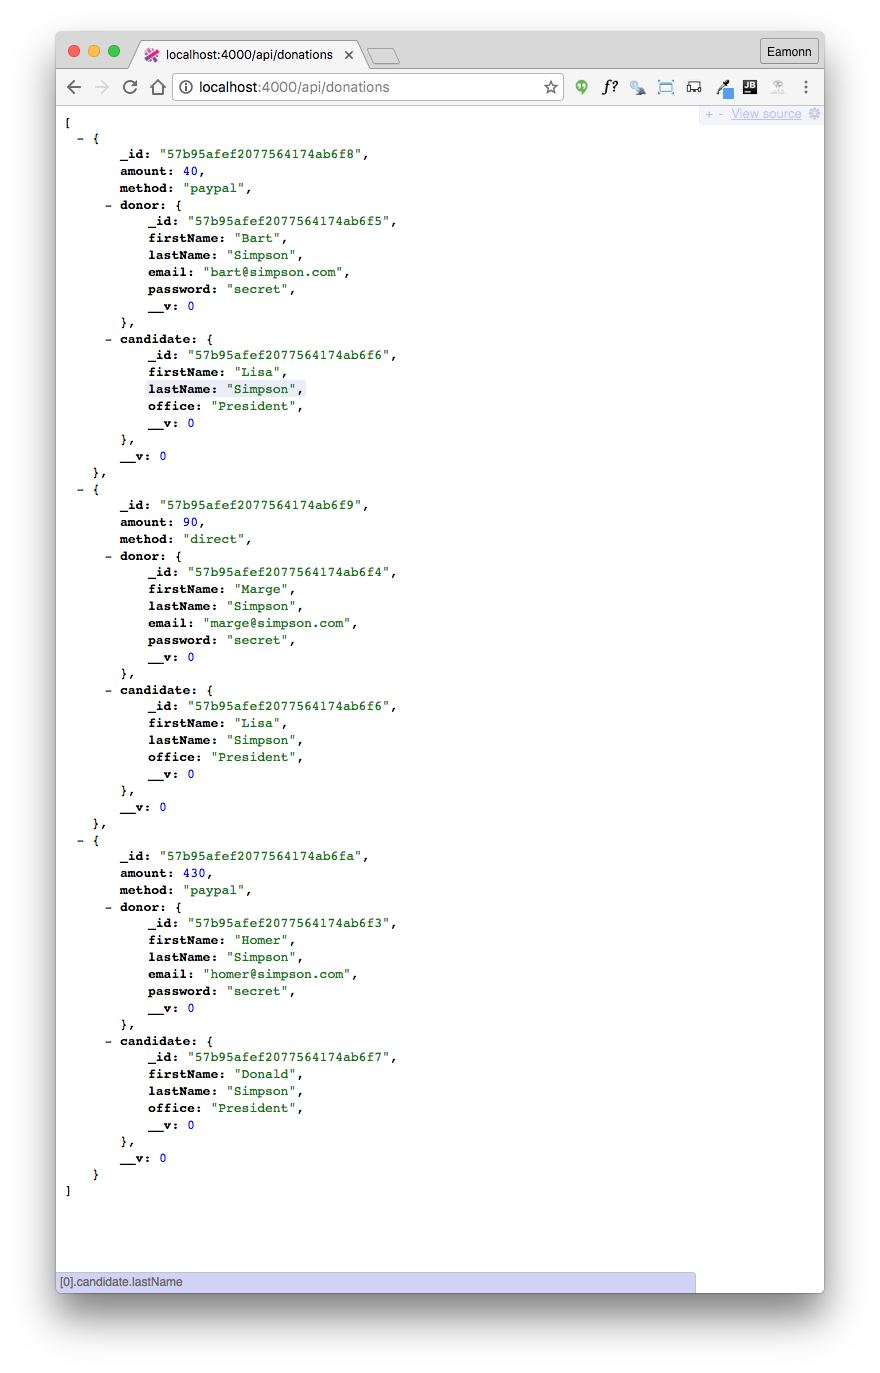 localhost:4000/api/donations
Eamonn
localhost:4000/api/donations
f?
JB
+ - View source
[
- {
_id: "57b95afef2077564174ab6f8",
amount: 40,
method: "paypal",
- donor: {
_id: "57b95afef2077564174ab6f5",
firstName: "Bart",
lastName: "Simpson",
email: "bart@simpson.com",
password: "secret",
__v: 0
},
- candidate: {
_id: "57b95afef2077564174ab6f6",
firstName: "Lisa",
lastName: "Simpson",
office: "President",
__v: 0
},
__v: 0
},
- {
_id: "57b95afef2077564174ab6f9",
amount: 90,
method: "direct",
- donor: {
_id: "57b95afef2077564174ab6f4",
firstName: "Marge",
lastName: "Simpson",
email: "marge@simpson.com",
password: "secret",
__v: 0
},
- candidate: {
_id: "57b95afef2077564174ab6f6",
firstName: "Lisa",
lastName: "Simpson",
office: "President",
__v: 0
},
__v: 0
},
- {
_id: "57b95afef2077564174ab6fa",
amount: 430,
method: "paypal",
- donor: {
_id: "57b95afef2077564174ab6f3",
firstName: "Homer",
lastName: "Simpson",
email: "homer@simpson.com",
password: "secret",
__v: 0
},
- candidate: {
_id: "57b95afef2077564174ab6f7",
firstName: "Donald",
lastName: "Simpson",
office: "President",
__v: 0
},
__v: 0
}
]
[0].candidate.lastName